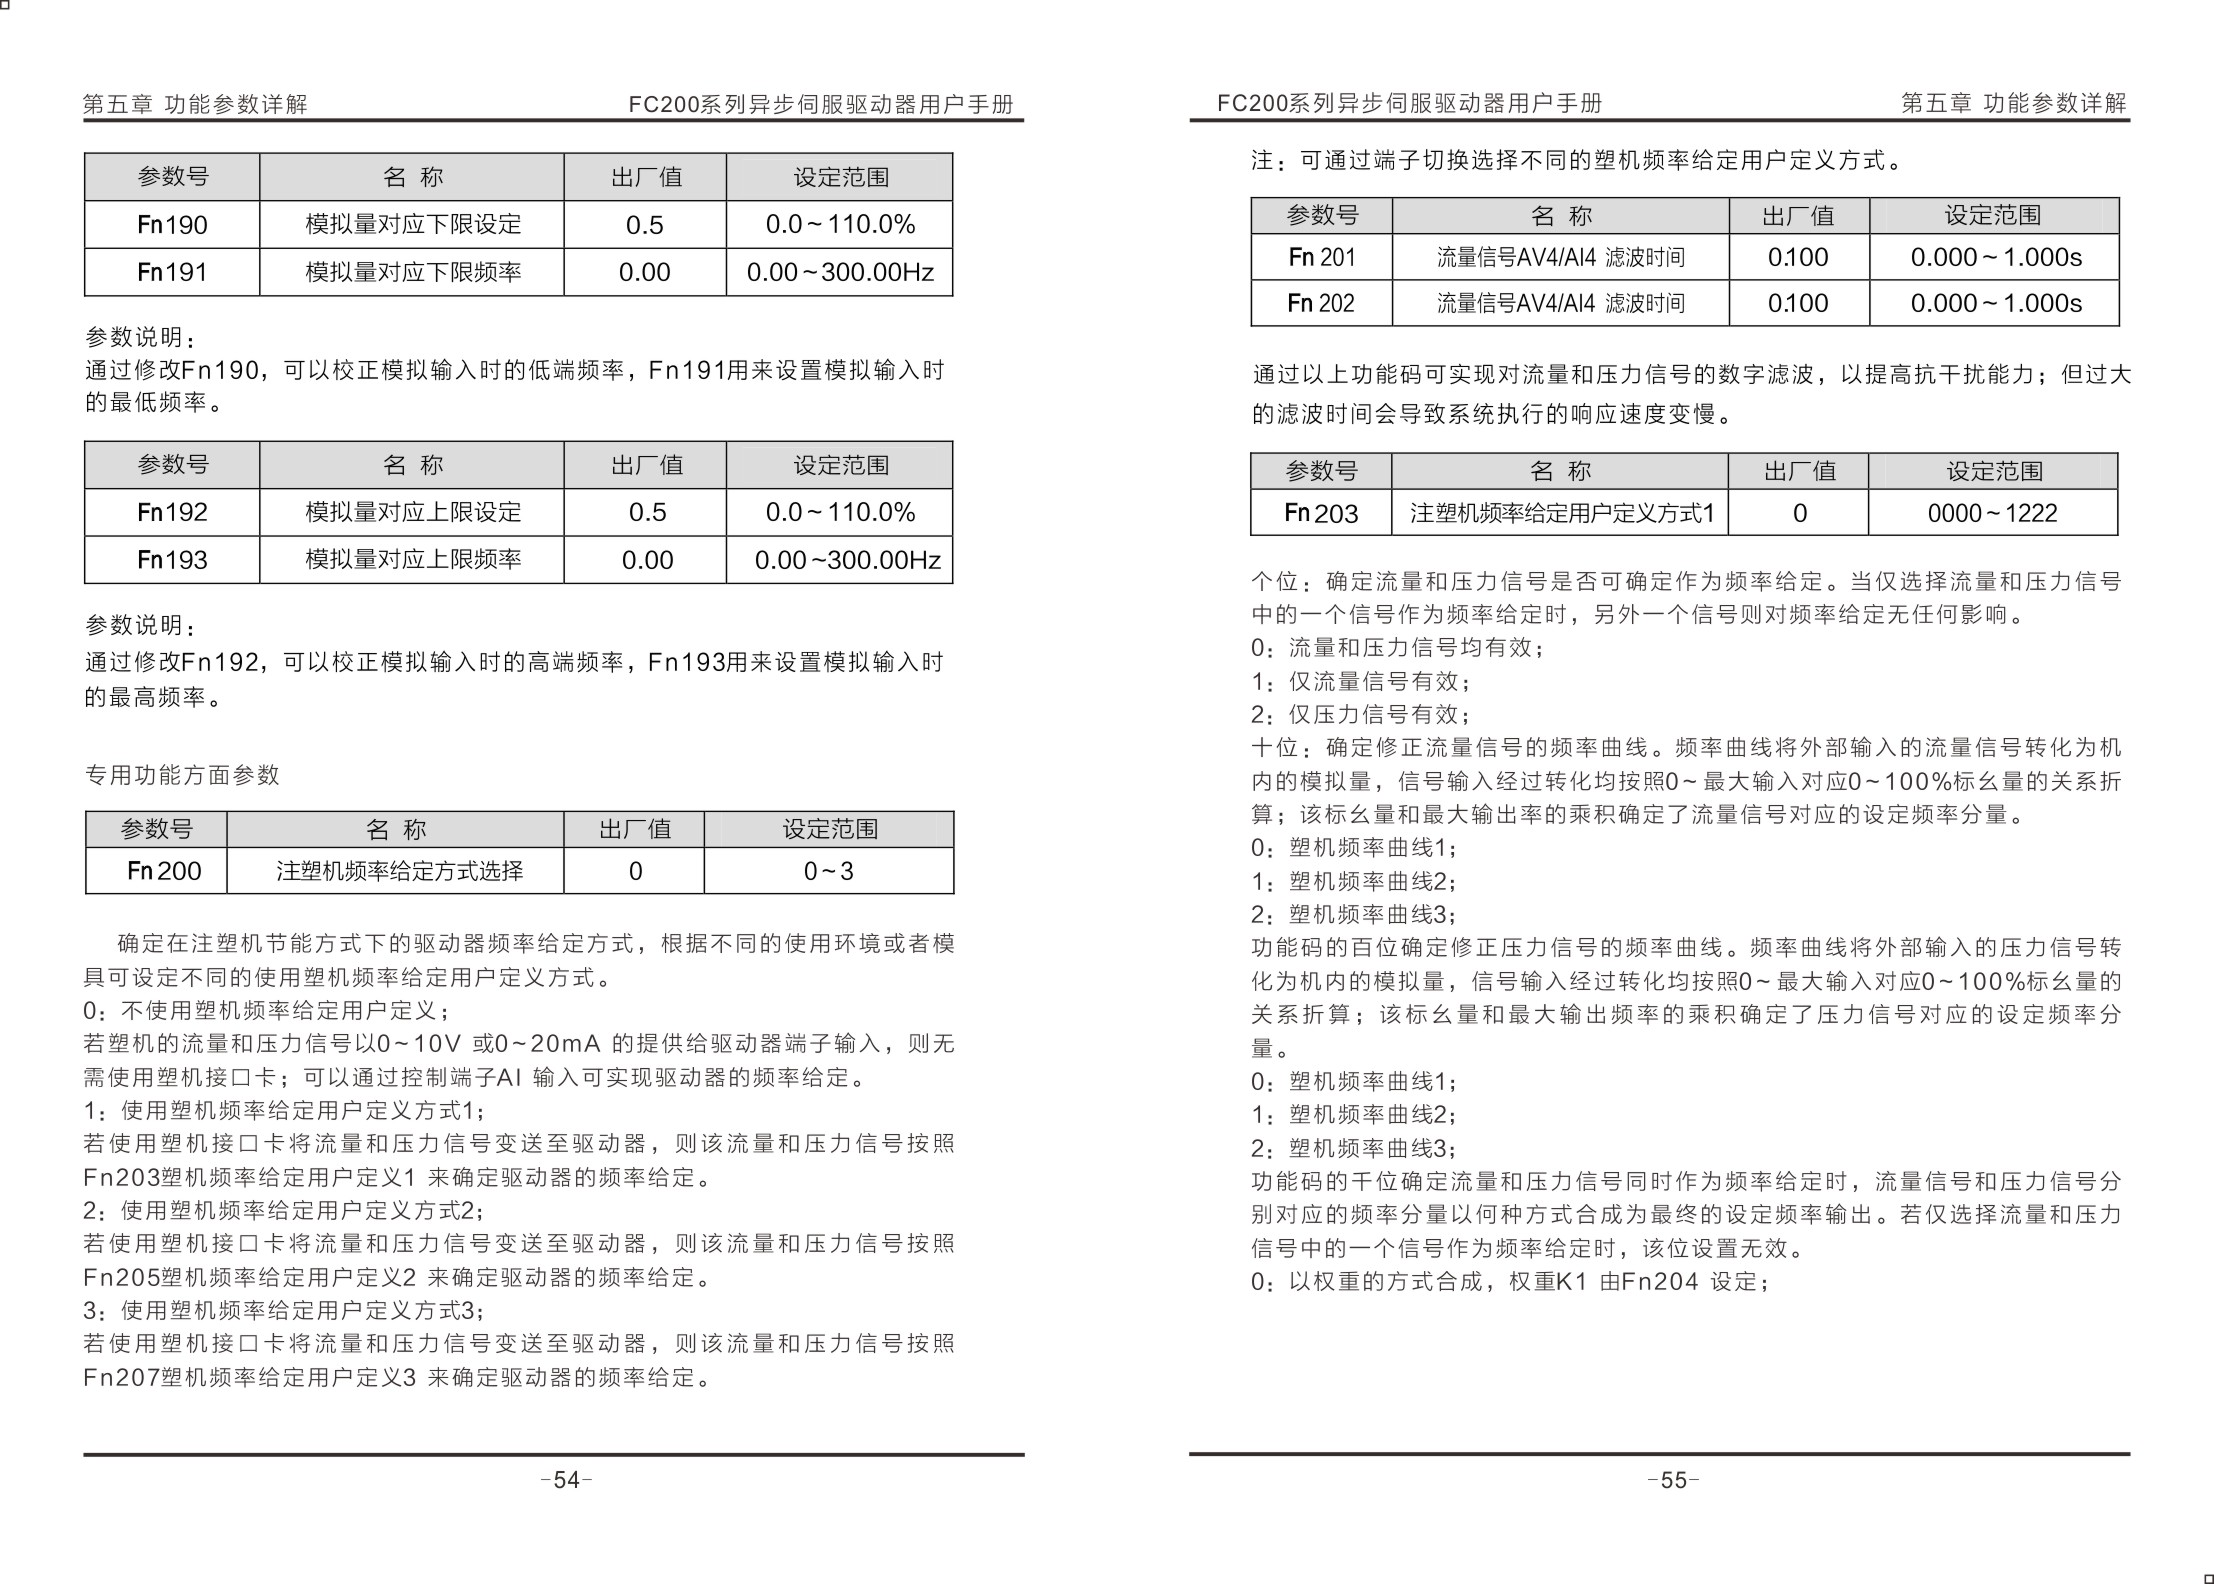 第五章 功能参数详解 FC200系列异步伺服驱动器用户手册
参数号 名 称 出厂值 设定范围
Fn190 模拟量对应下限设定 0.5 0.0~110.0%
Fn191 模拟量对应下限频率 0.00 0.00~300.00Hz
参数说明：
通过修改Fn190，可以校正模拟输入时的低端频率，Fn191用来设置模拟输入时
的最低频率。
参数号 名 称 出厂值 设定范围
Fn192 模拟量对应上限设定 0.5 0.0~110.0%
Fn193 模拟量对应上限频率 0.00 0.00~300.00Hz
参数说明：
通过修改Fn192，可以校正模拟输入时的高端频率，Fn193用来设置模拟输入时
的最高频率。
专用功能方面参数
参数号 名 称 出厂值 设定范围
Fn200 注塑机频率给定方式选择 0 0~3
确定在注塑机节能方式下的驱动器频率给定方式，根据不同的使用环境或者模
具可设定不同的使用塑机频率给定用户定义方式。
0：不使用塑机频率给定用户定义；
若塑机的流量和压力信号以0~10V 或0~20mA 的提供给驱动器端子输入，则无
需使用塑机接口卡；可以通过控制端子AI 输入可实现驱动器的频率给定。
1：使用塑机频率给定用户定义方式1；
若使用塑机接口卡将流量和压力信号变送至驱动器，则该流量和压力信号按照
Fn203塑机频率给定用户定义1 来确定驱动器的频率给定。
2：使用塑机频率给定用户定义方式2；
若使用塑机接口卡将流量和压力信号变送至驱动器，则该流量和压力信号按照
Fn205塑机频率给定用户定义2 来确定驱动器的频率给定。
3：使用塑机频率给定用户定义方式3；
若使用塑机接口卡将流量和压力信号变送至驱动器，则该流量和压力信号按照
Fn207塑机频率给定用户定义3 来确定驱动器的频率给定。
-54-
FC200系列异步伺服驱动器用户手册 第五章 功能参数详解
注：可通过端子切换选择不同的塑机频率给定用户定义方式。
参数号 名 称 出厂值 设定范围
Fn 201 流量信号AV4/AI4 滤波时间 0.100 0.000~1.000s
Fn 202 流量信号AV4/AI4 滤波时间 0.100 0.000~1.000s
通过以上功能码可实现对流量和压力信号的数字滤波，以提高抗干扰能力；但过大
的滤波时间会导致系统执行的响应速度变慢。
参数号 名 称 出厂值 设定范围
Fn 203 注塑机频率给定用户定义方式1 0 0000~1222
个位：确定流量和压力信号是否可确定作为频率给定。当仅选择流量和压力信号
中的一个信号作为频率给定时，另外一个信号则对频率给定无任何影响。
0：流量和压力信号均有效；
1：仅流量信号有效；
2：仅压力信号有效；
十位：确定修正流量信号的频率曲线。频率曲线将外部输入的流量信号转化为机
内的模拟量，信号输入经过转化均按照0~最大输入对应0~100%标幺量的关系折
算；该标幺量和最大输出率的乘积确定了流量信号对应的设定频率分量。
0：塑机频率曲线1；
1：塑机频率曲线2；
2：塑机频率曲线3；
功能码的百位确定修正压力信号的频率曲线。频率曲线将外部输入的压力信号转
化为机内的模拟量，信号输入经过转化均按照0~最大输入对应0~100%标幺量的
关系折算；该标幺量和最大输出频率的乘积确定了压力信号对应的设定频率分
量。
0：塑机频率曲线1；
1：塑机频率曲线2；
2：塑机频率曲线3；
功能码的千位确定流量和压力信号同时作为频率给定时，流量信号和压力信号分
别对应的频率分量以何种方式合成为最终的设定频率输出。若仅选择流量和压力
信号中的一个信号作为频率给定时，该位设置无效。
0：以权重的方式合成，权重K1 由Fn204 设定；
-55-